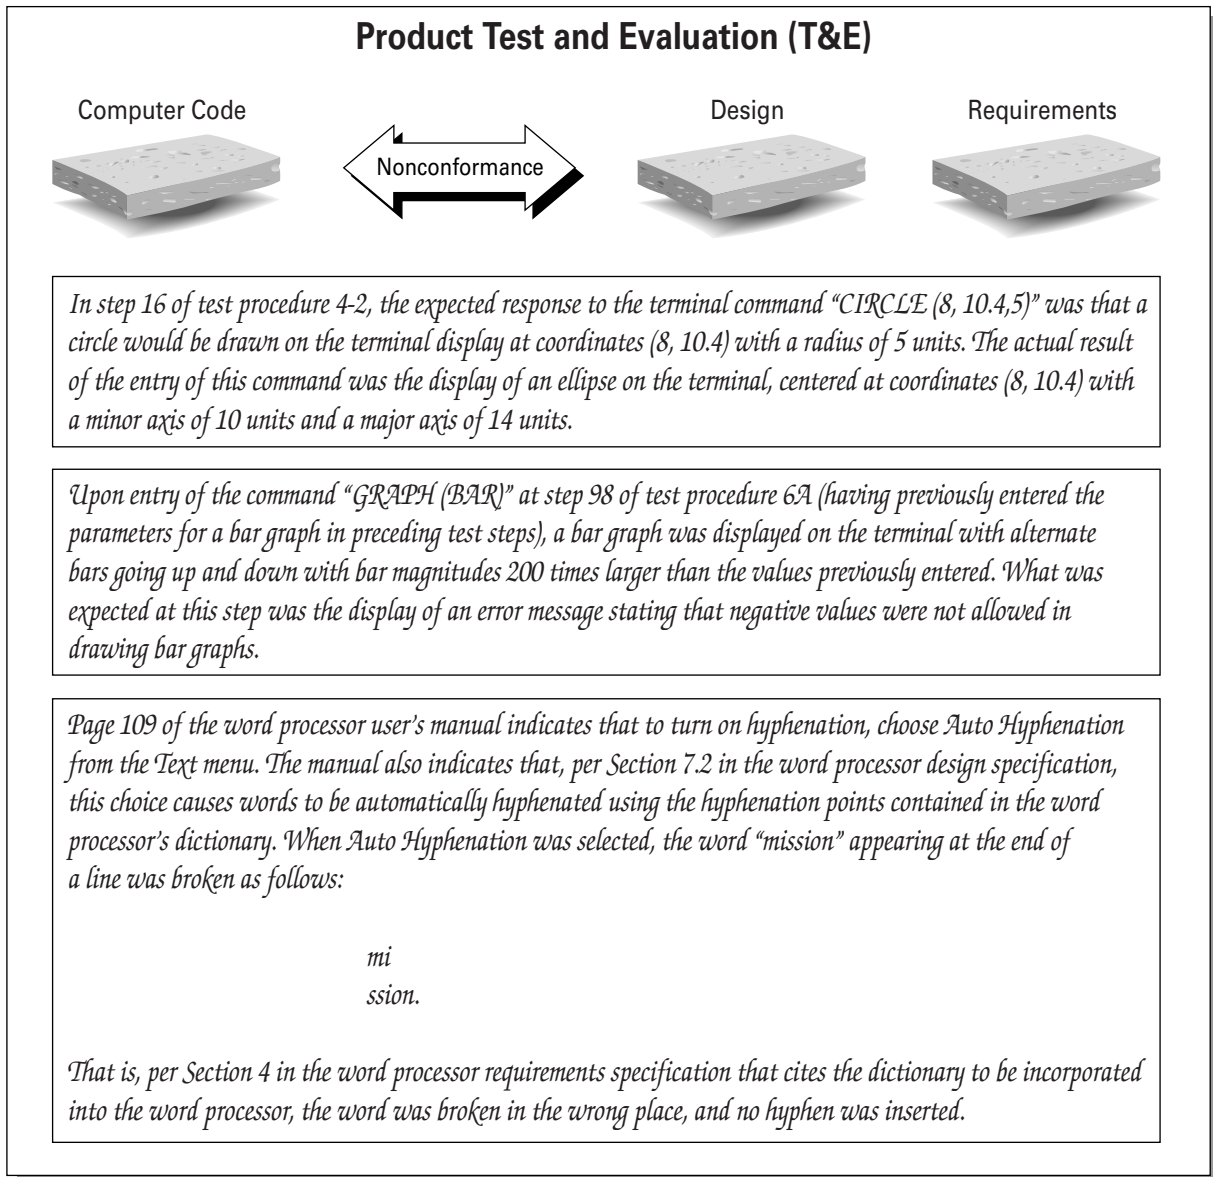 Product Test and Evaluation (T&E)
Computer Code
Design
Requirements
Nonconformance
In step 16 of test procedure 4-2, the expected response to the terminal command “CIRCLE (8, 10.4,5)” was that a
circle would be drawn on the terminal display at coordinates (8, 10.4) with a radius of 5 units. The actual result
of the entry of this command was the display of an ellipse on the terminal, centered at coordinates (8, 10.4) with
a minor axis of 10 units and a major axis of 14 units.
Upon entry of the command “GRAPH (BAR)” at step 98 of test procedure 6A (having previously entered the
parameters for a bar graph in preceding test steps), a bar graph was displayed on the terminal with alternate
bars going up and down with bar magnitudes 200 times larger than the values previously entered. What was
expected at this step was the display of an error message stating that negative values were not allowed in
drawing bar graphs.
Page 109 of the word processor user's manual indicates that to turn on hyphenation, choose Auto Hyphenation
from the Text menu. The manual also indicates that, per Section 7.2 in the word processor design specification,
this choice causes words to be automatically hyphenated using the hyphenation points contained in the word
processor's dictionary. When Auto Hyphenation was selected, the word “mission” appearing at the end of
a line was broken as follows:
mi
ssion.
That is, per Section 4 in the word processor requirements specification that cites the dictionary to be incorporated
into the word processor, the word was broken in the wrong place, and no hyphen was inserted.